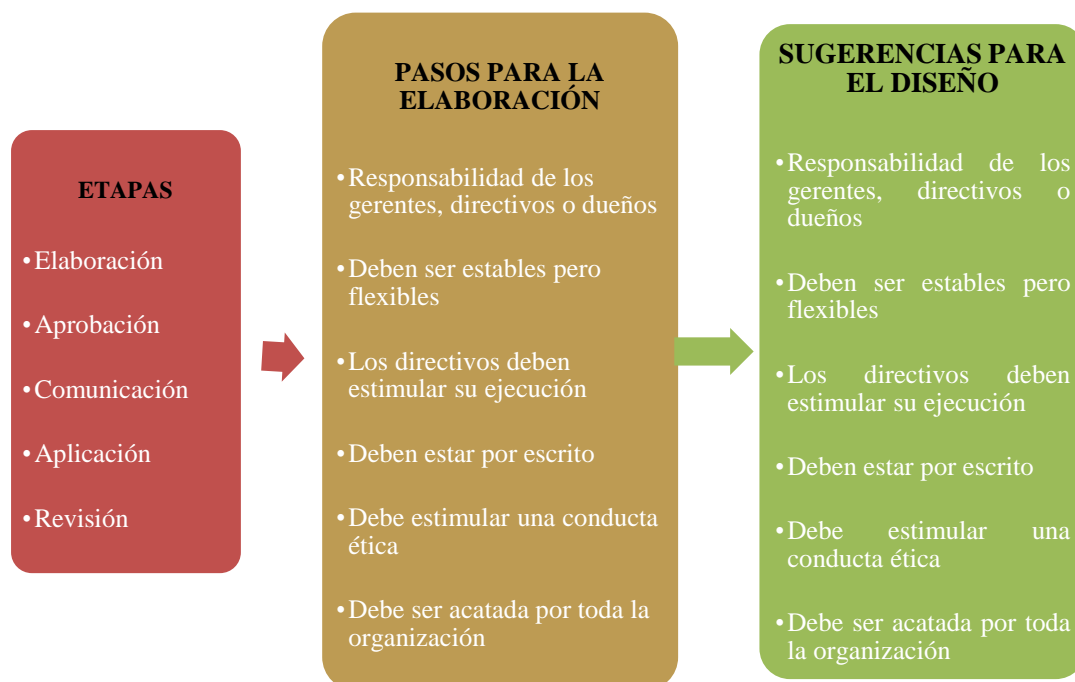 ETAPAS
•Elaboración
•Aprobación
•Comunicación
•Aplicación
•Revisión
PASOS PARA LA
ELABORACIÓN
•Responsabilidad de los
gerentes, directivos o dueños
•Deben ser estables pero
flexibles
•Los directivos deben
estimular su ejecución
•Deben estar por escrito
•Debe estimular una conducta
ética
•Debe ser acatada por toda la
organización
SUGERENCIAS PARA
EL DISEÑO
•Responsabilidad de los
gerentes, directivos o
dueños
•Deben ser estables pero
flexibles
•Los directivos deben
estimular su ejecución
•Deben estar por escrito
•Debe estimular una
conducta ética
•Debe ser acatada por toda
la organización